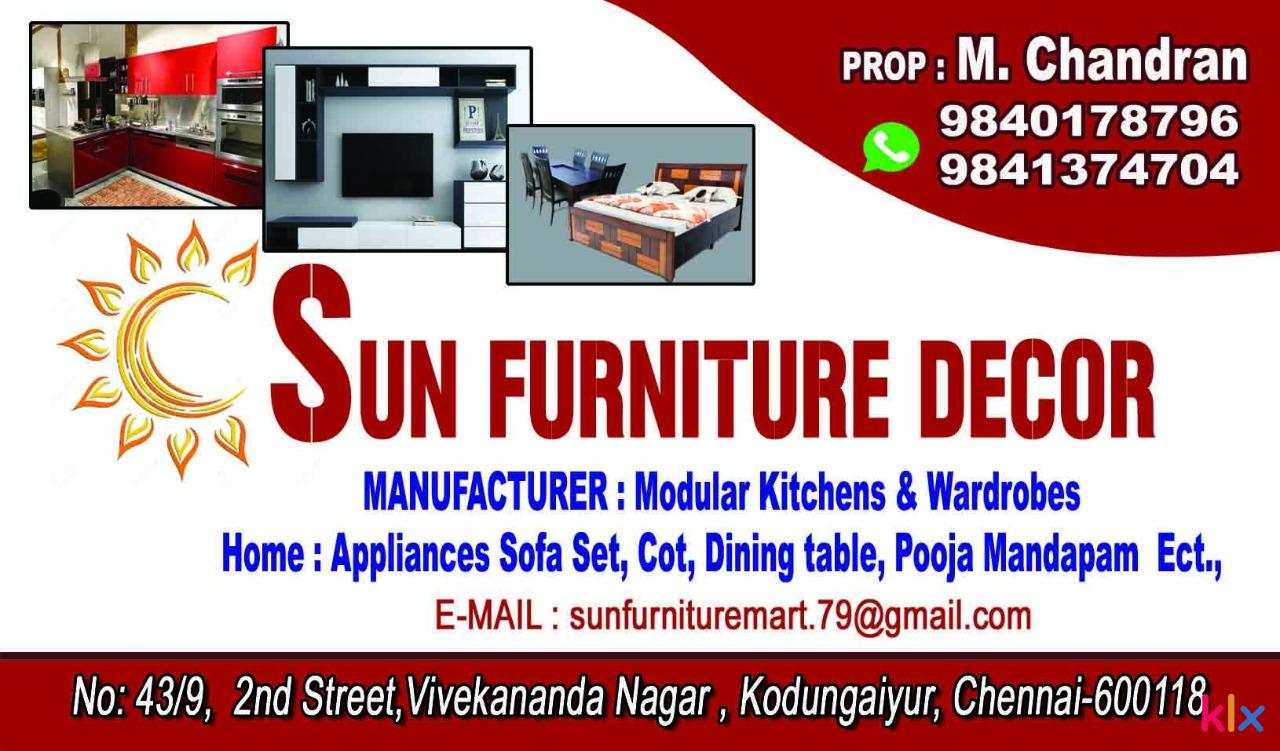 PROP : M. Chandran
9840178796
9841374704
SUN FURNITURE DECOR
MANUFACTURER : Modular Kitchens & Wardrobes
Home : Appliances Sofa Set, Cot, Dining table, Pooja Mandapam Ect.,
E-MAIL : sunfurnituremart.79@gmail.com
No: 43/9, 2nd Street,Vivekananda Nagar , Kodungaiyur, Chennai-600118
klx